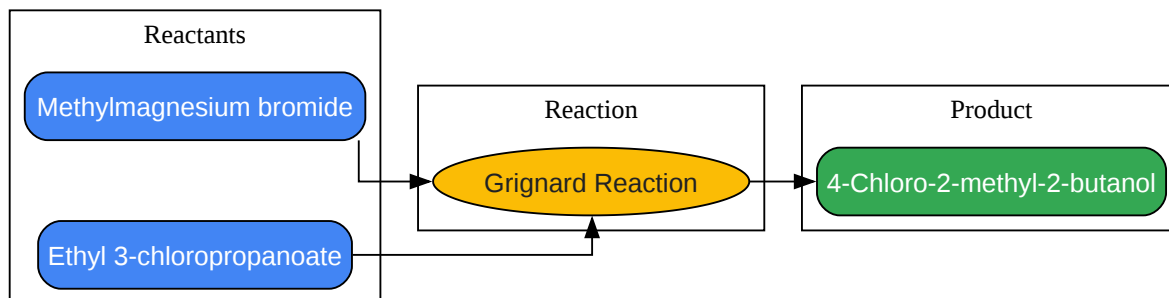 Reactants
Methylmagnesium bromide
Ethyl 3-chloropropanoate
Reaction
Grignard Reaction
Product
4-Chloro-2-methyl-2-butanol